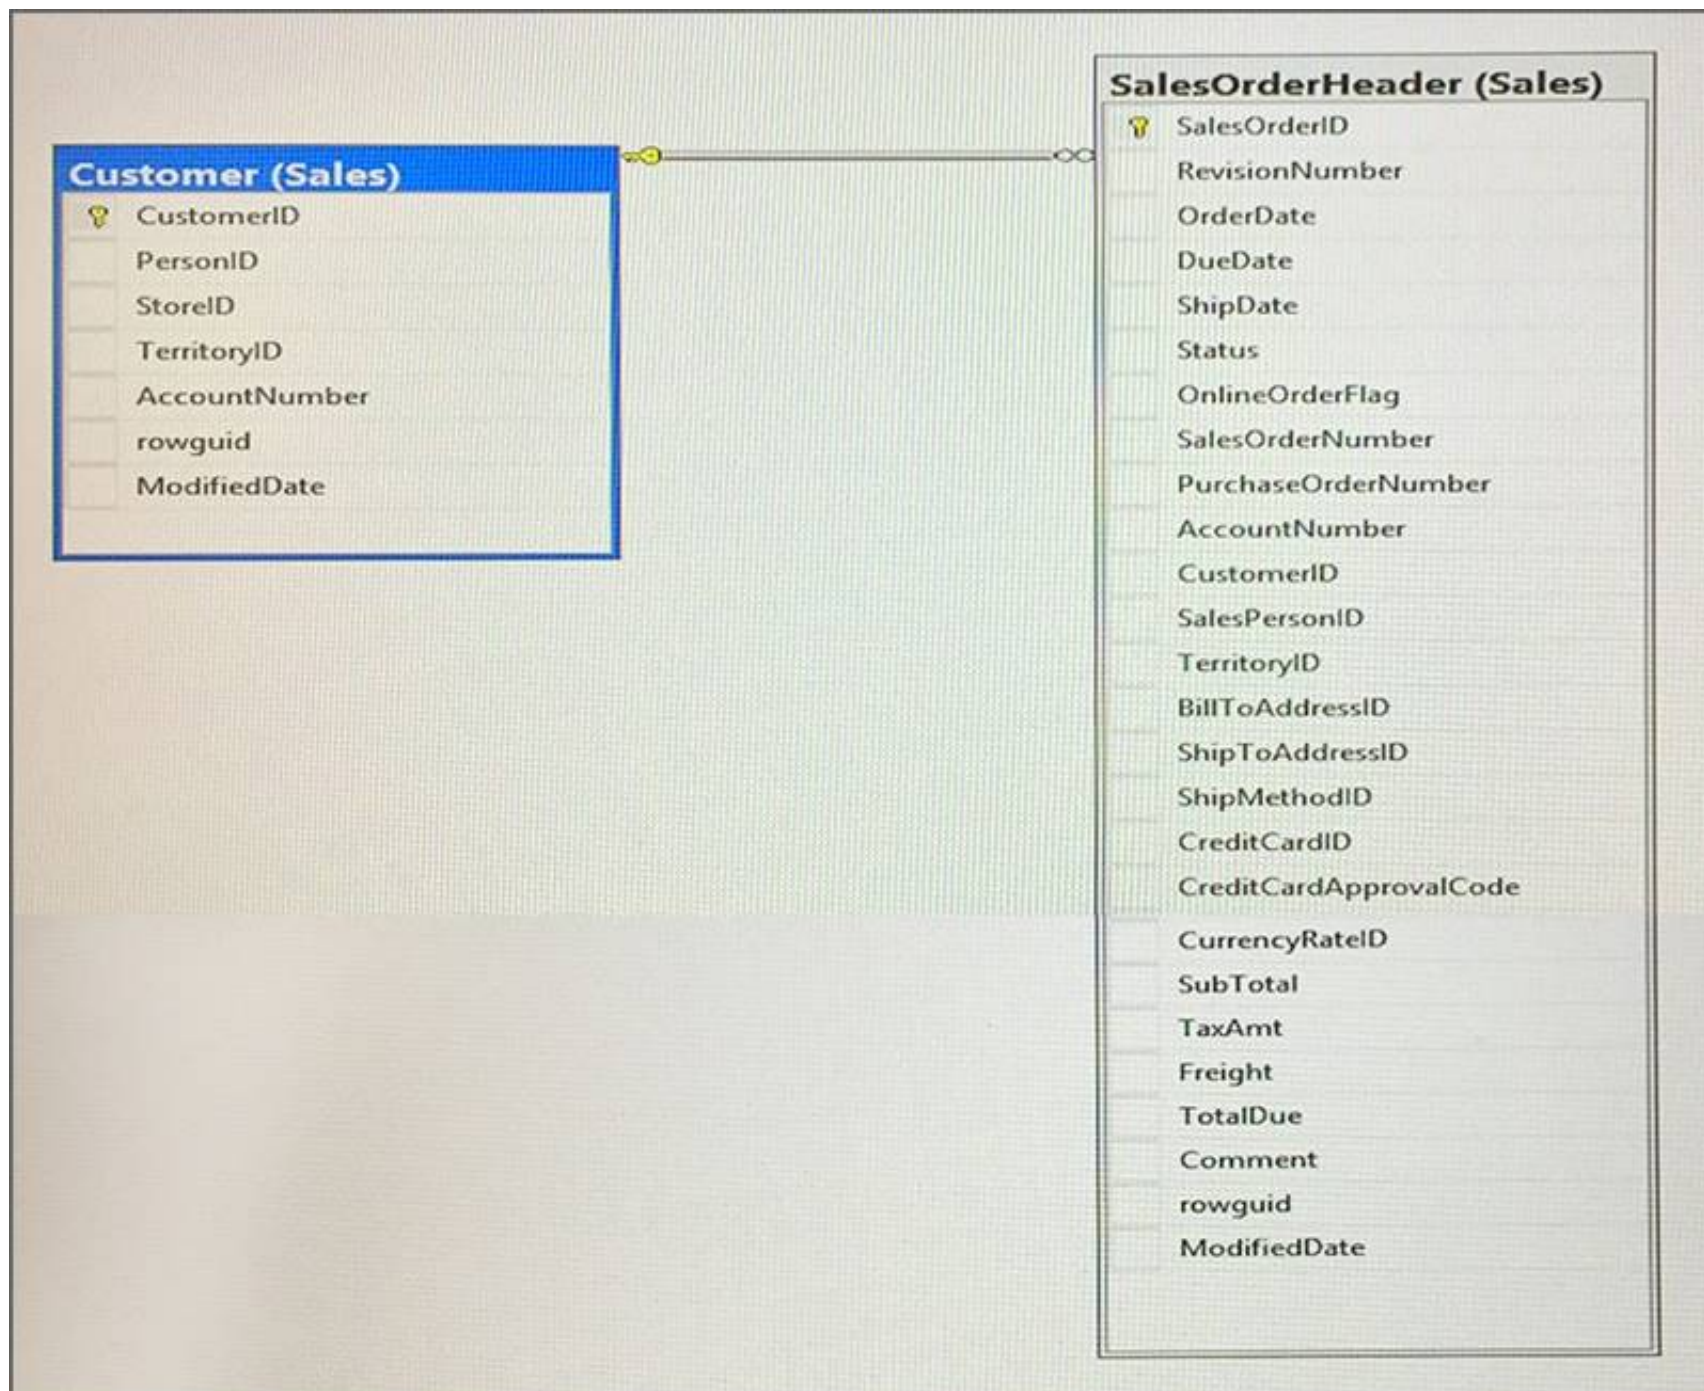 Customer (Sales)
CustomerID
PersonID
StoreID
TerritoryID
AccountNumber
rowguid
ModifiedDate
SalesOrderHeader (Sales)
SalesOrderID
RevisionNumber
OrderDate
DueDate
ShipDate
Status
OnlineOrderFlag
SalesOrderNumber
PurchaseOrderNumber
AccountNumber
CustomerID
SalesPersonID
TerritoryID
BillToAddressID
ShipToAddressID
ShipMethodID
CreditCardID
CreditCardApprovalCode
CurrencyRateID
SubTotal
TaxAmt
Freight
TotalDue
Comment
rowguid
ModifiedDate